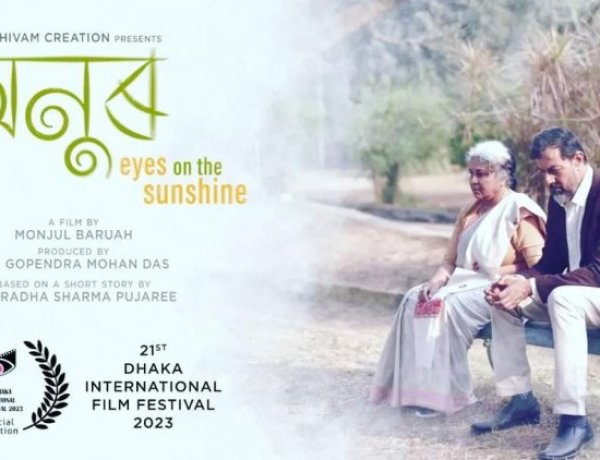 HIVAM CREATION PRESENTS
অনুৰ
eyes on the
sunshine
A FILM BY
MONJUL BARUAH
PRODUCED BY
GOPENDRA MOHAN DAS
BASED ON A SHORT STORY BY
RADHA SHARMA PUJAREE
21ST
DHAKA
INTERNATIONAL
FILM FESTIVAL
2023